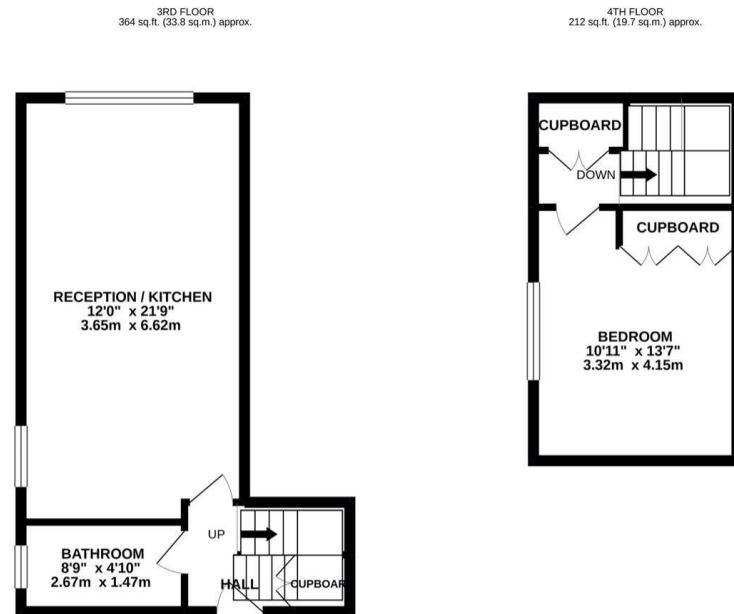 3RD FLOOR
364 sq.ft. (33.8 sq.m.) approx.
RECEPTION / KITCHEN
12'0" x 21'9"
3.65m x 6.62m
UP
BATHROOM
8'9" x 4'10"
2.67m x 1.47m
HALL
CUPBOAR
4TH FLOOR
212 sq.ft. (19.7 sq.m.) approx.
CUPBOARD
DOWN
CUPBOARD
BEDROOM
10'11" x 13'7"
3.32m x 4.15m